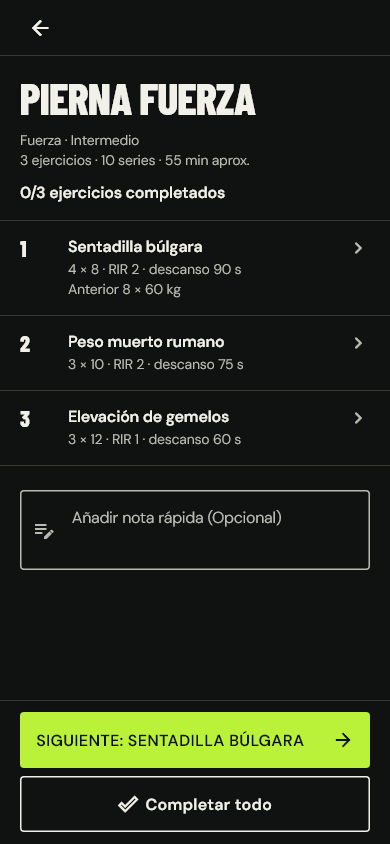 PIERNA FUERZA
Fuerza · Intermedio
3 ejercicios · 10 series · 55 min aprox.
0/3 ejercicios completados
1 Sentadilla búlgara
4 × 8 · RIR 2 · descanso 90 s
Anterior 8 × 60 kg
2 Peso muerto rumano
3 × 10 · RIR 2 · descanso 75 s
3 Elevación de gemelos
3 × 12 · RIR 1 · descanso 60 s
Añadir nota rápida (Opcional)
SIGUIENTE: SENTADILLA BÚLGARA
Completar todo